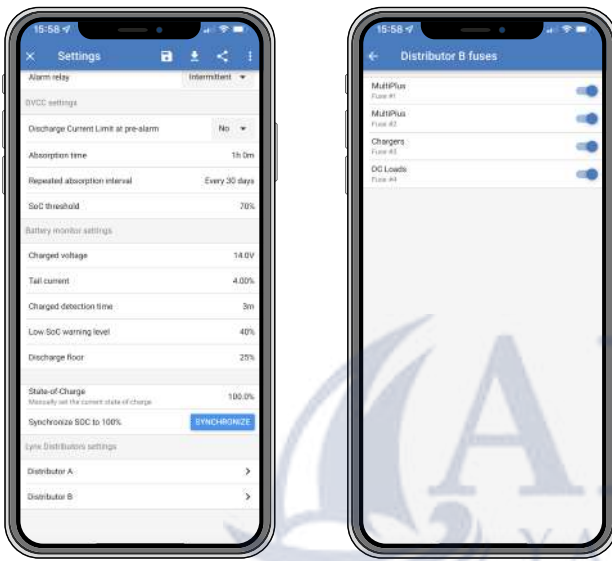 15:58
Settings
Alarm relay Intermittent
DVCC settings
Discharge Current Limit at pre-alarm No
Absorption time 1h 0m
Repeated absorption interval Every 30 days
SoC threshold 70%
Battery monitor settings
Charged voltage 14.0V
Tail current 4.00%
Charged detection time 3m
Low SoC warning level 40%
Discharge floor 25%
State-of-Charge 100.0%
Manually set the current state of charge
Synchronize SOC to 100% SYNCHRONIZE
Lynx Distributors settings
Distributor A
Distributor B
15:58
Distributor B fuses
MultiPlus
Fuse #1
MultiPlus
Fuse #2
Chargers
Fuse #3
DC Loads
Fuse #4